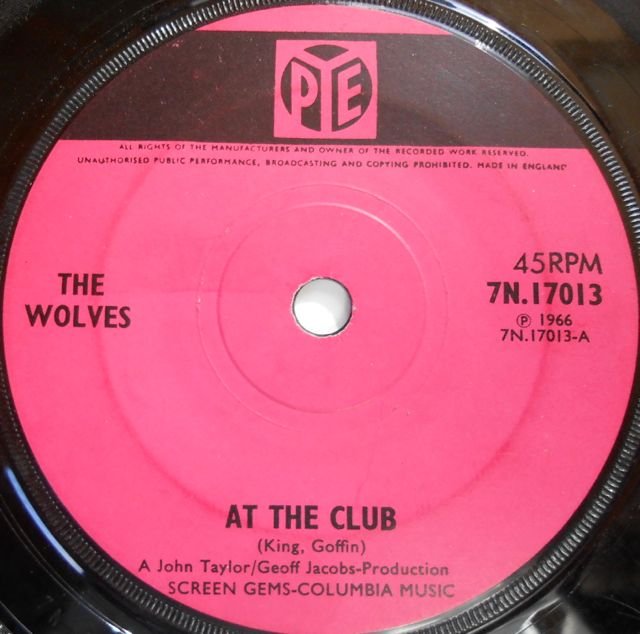 PYE
ALL RIGHTS OF THE MANUFACTURERS AND OWNER OF THE RECORDED WORK RESERVED.
UNAUTHORISED PUBLIC PERFORMANCE, BROADCASTING AND COPYING PROHIBITED. MADE IN ENGLAND
THE
WOLVES
45RPM
7N.17013
℗ 1966
7N.17013-A
AT THE CLUB
(King, Goffin)
A John Taylor/Geoff Jacobs-Production
SCREEN GEMS-COLUMBIA MUSIC